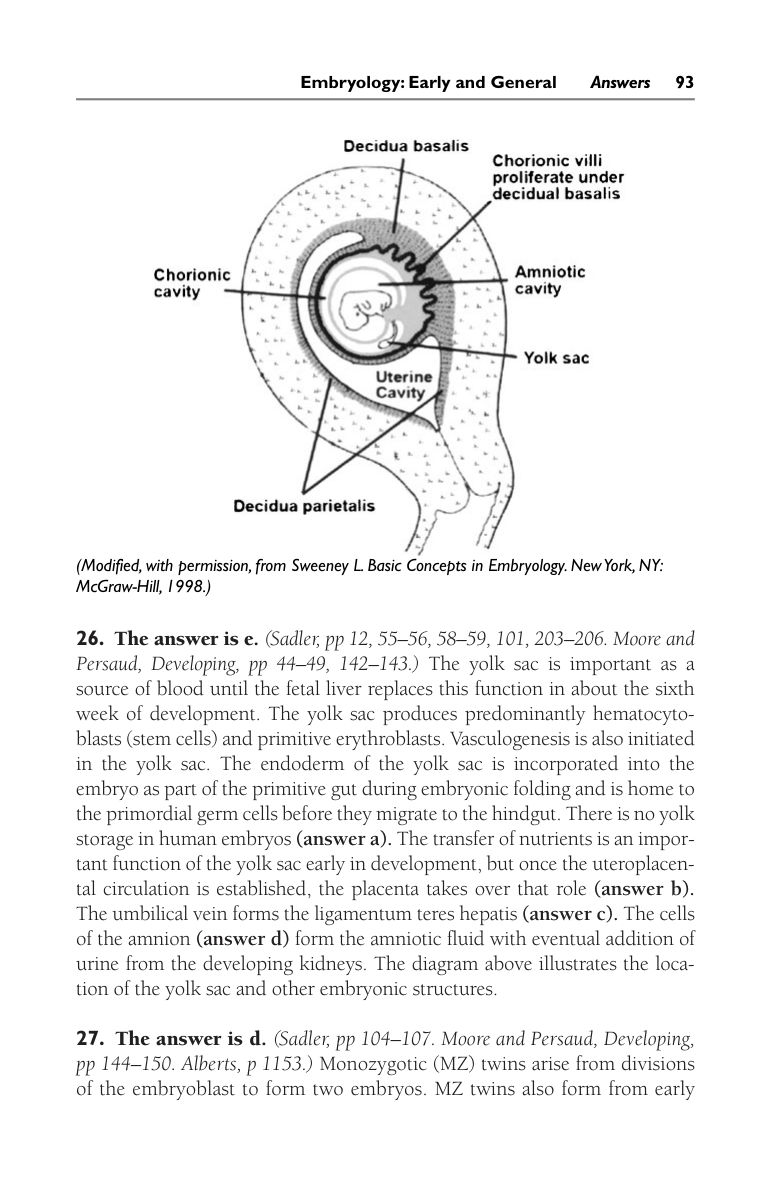 Embryology: Early and General Answers 93
Decidua basalis
Chorionic villi
proliferate under
decidual basalis
Chorionic
cavity
Amniotic
cavity
Yolk sac
Uterine
Cavity
Decidua parietalis
(Modified, with permission, from Sweeney L. Basic Concepts in Embryology. New York, NY:
McGraw-Hill, 1998.)
26. The answer is e. (Sadler, pp 12, 55–56, 58–59, 101, 203–206. Moore and
Persaud, Developing, pp 44–49, 142–143.) The yolk sac is important as a
source of blood until the fetal liver replaces this function in about the sixth
week of development. The yolk sac produces predominantly hematocyto-
blasts (stem cells) and primitive erythroblasts. Vasculogenesis is also initiated
in the yolk sac. The endoderm of the yolk sac is incorporated into the
embryo as part of the primitive gut during embryonic folding and is home to
the primordial germ cells before they migrate to the hindgut. There is no yolk
storage in human embryos (answer a). The transfer of nutrients is an impor-
tant function of the yolk sac early in development, but once the uteroplacen-
tal circulation is established, the placenta takes over that role (answer b).
The umbilical vein forms the ligamentum teres hepatis (answer c). The cells
of the amnion (answer d) form the amniotic fluid with eventual addition of
urine from the developing kidneys. The diagram above illustrates the loca-
tion of the yolk sac and other embryonic structures.
27. The answer is d. (Sadler, pp 104–107. Moore and Persaud, Developing,
pp 144–150. Alberts, p 1153.) Monozygotic (MZ) twins arise from divisions
of the embryoblast to form two embryos. MZ twins also form from early